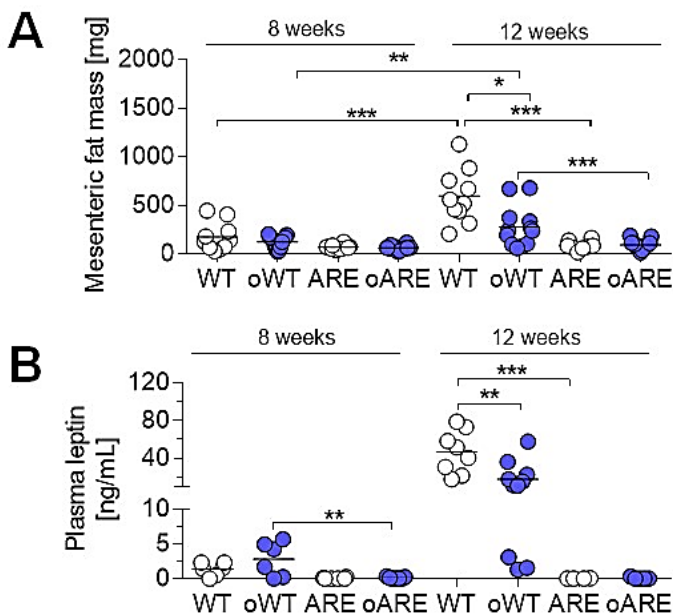 A
8 weeks
12 weeks
Mesenteric fat mass [mg]
2000
1500
1000
500
0
**
*
***
***
***
WT oWT ARE oARE WT oWT ARE oARE
B
8 weeks
12 weeks
Plasma leptin
[ng/mL]
120
80
40
10
5
0
***
**
**
WT oWT ARE oARE WT oWT ARE oARE